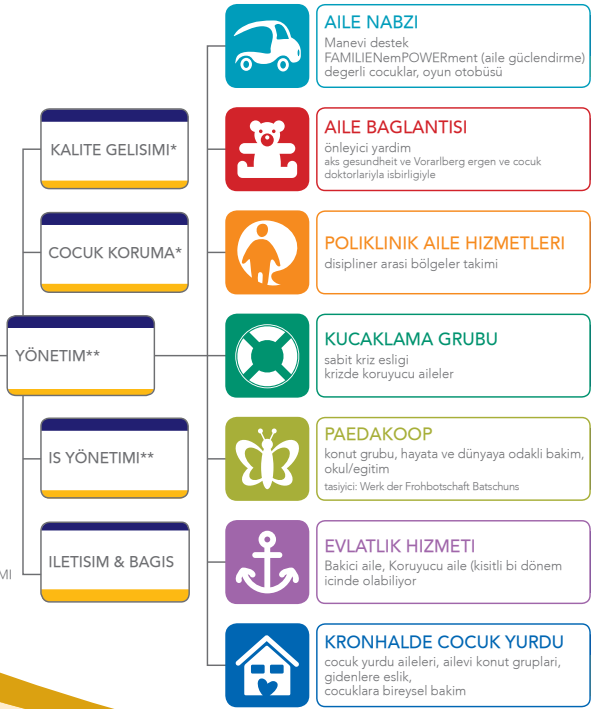 KALITE GELISIMI*
COCUK KORUMA*
YÖNETIM**
IS YÖNETIMI**
ILETISIM & BAGIS
MI
AILE NABZI
Manevi destek
FAMILIENemPOWERment (aile güclendirme)
degerli cocuklar, oyun otobüsü
AILE BAGLANTISI
önleyici yardim
aks gesundheit ve Vorarlberg ergen ve cocuk
doktorlariyla isbirligiyle
POLIKLINIK AILE HIZMETLERI
disipliner arasi bölgeler takimi
KUCAKLAMA GRUBU
sabit kriz esligi
krizde koruyucu aileler
PAEDAKOOP
konut grubu, hayata ve dünyaya odakli bakim,
okul/egitim
tasiyici: Werk der Frohbotschaft Batschuns
EVLATLIK HIZMETI
Bakici aile, Koruyucu aile (kisitli bi dönem
icinde olabiliyor
KRONHALDE COCUK YURDU
cocuk yurdu aileleri, ailevi konut gruplari,
gidenlere eslik,
cocuklara bireysel bakim